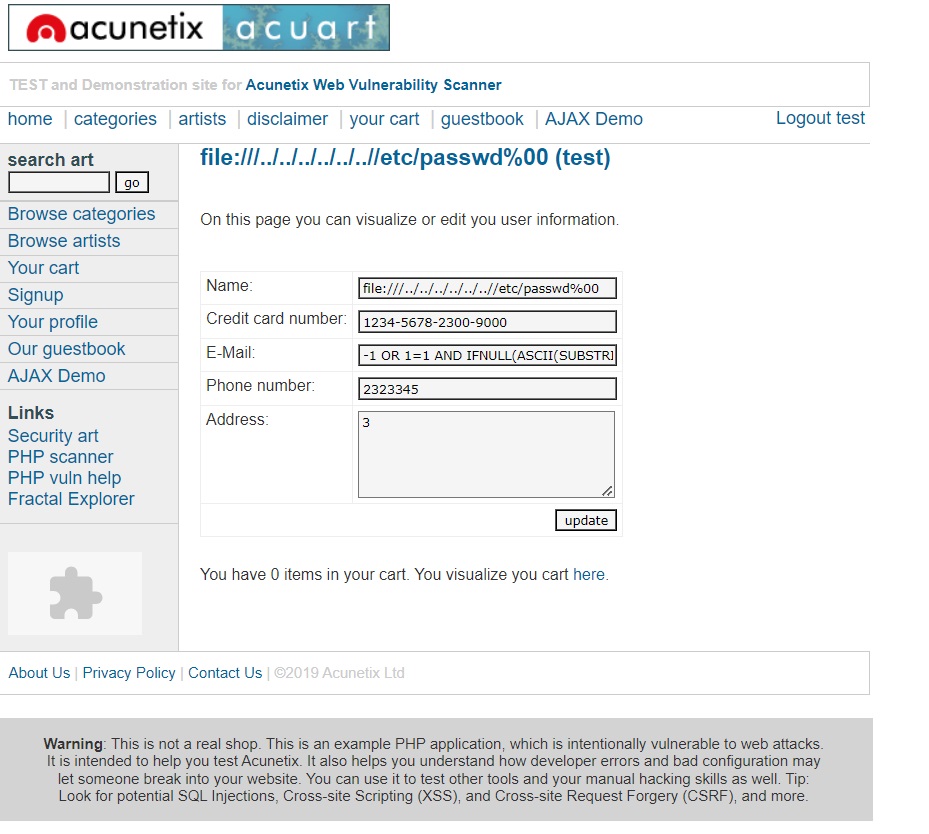 acunetix acuart
TEST and Demonstration site for Acunetix Web Vulnerability Scanner
home | categories | artists | disclaimer | your cart | guestbook | AJAX Demo
Logout test
search art
go
Browse categories
Browse artists
Your cart
Signup
Your profile
Our guestbook
AJAX Demo
Links
Security art
PHP scanner
PHP vuln help
Fractal Explorer
file:///../../../../../..//etc/passwd%00 (test)
On this page you can visualize or edit you user information.
Name: file:///../../../../../..//etc/passwd%00
Credit card number: 1234-5678-2300-9000
E-Mail: -1 OR 1=1 AND IFNULL(ASCII(SUBSTRI
Phone number: 2323345
Address: 3
update
You have 0 items in your cart. You visualize you cart here.
About Us | Privacy Policy | Contact Us | ©2019 Acunetix Ltd
Warning: This is not a real shop. This is an example PHP application, which is intentionally vulnerable to web attacks.
It is intended to help you test Acunetix. It also helps you understand how developer errors and bad configuration may
let someone break into your website. You can use it to test other tools and your manual hacking skills as well. Tip:
Look for potential SQL Injections, Cross-site Scripting (XSS), and Cross-site Request Forgery (CSRF), and more.